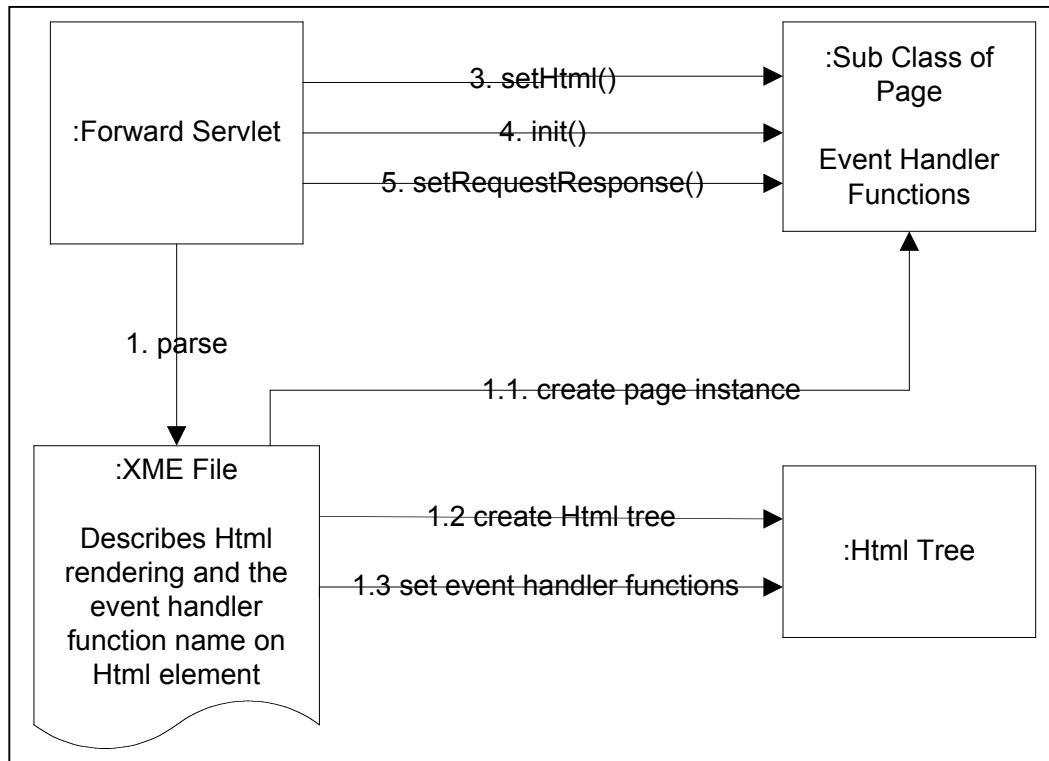 :Forward Servlet
3. setHtml()
4. init()
5. setRequestResponse()
:Sub Class of
Page
Event Handler
Functions
1. parse
1.1. create page instance
:XME File
Describes Html
rendering and the
event handler
function name on
Html element
1.2 create Html tree
1.3 set event handler functions
:Html Tree